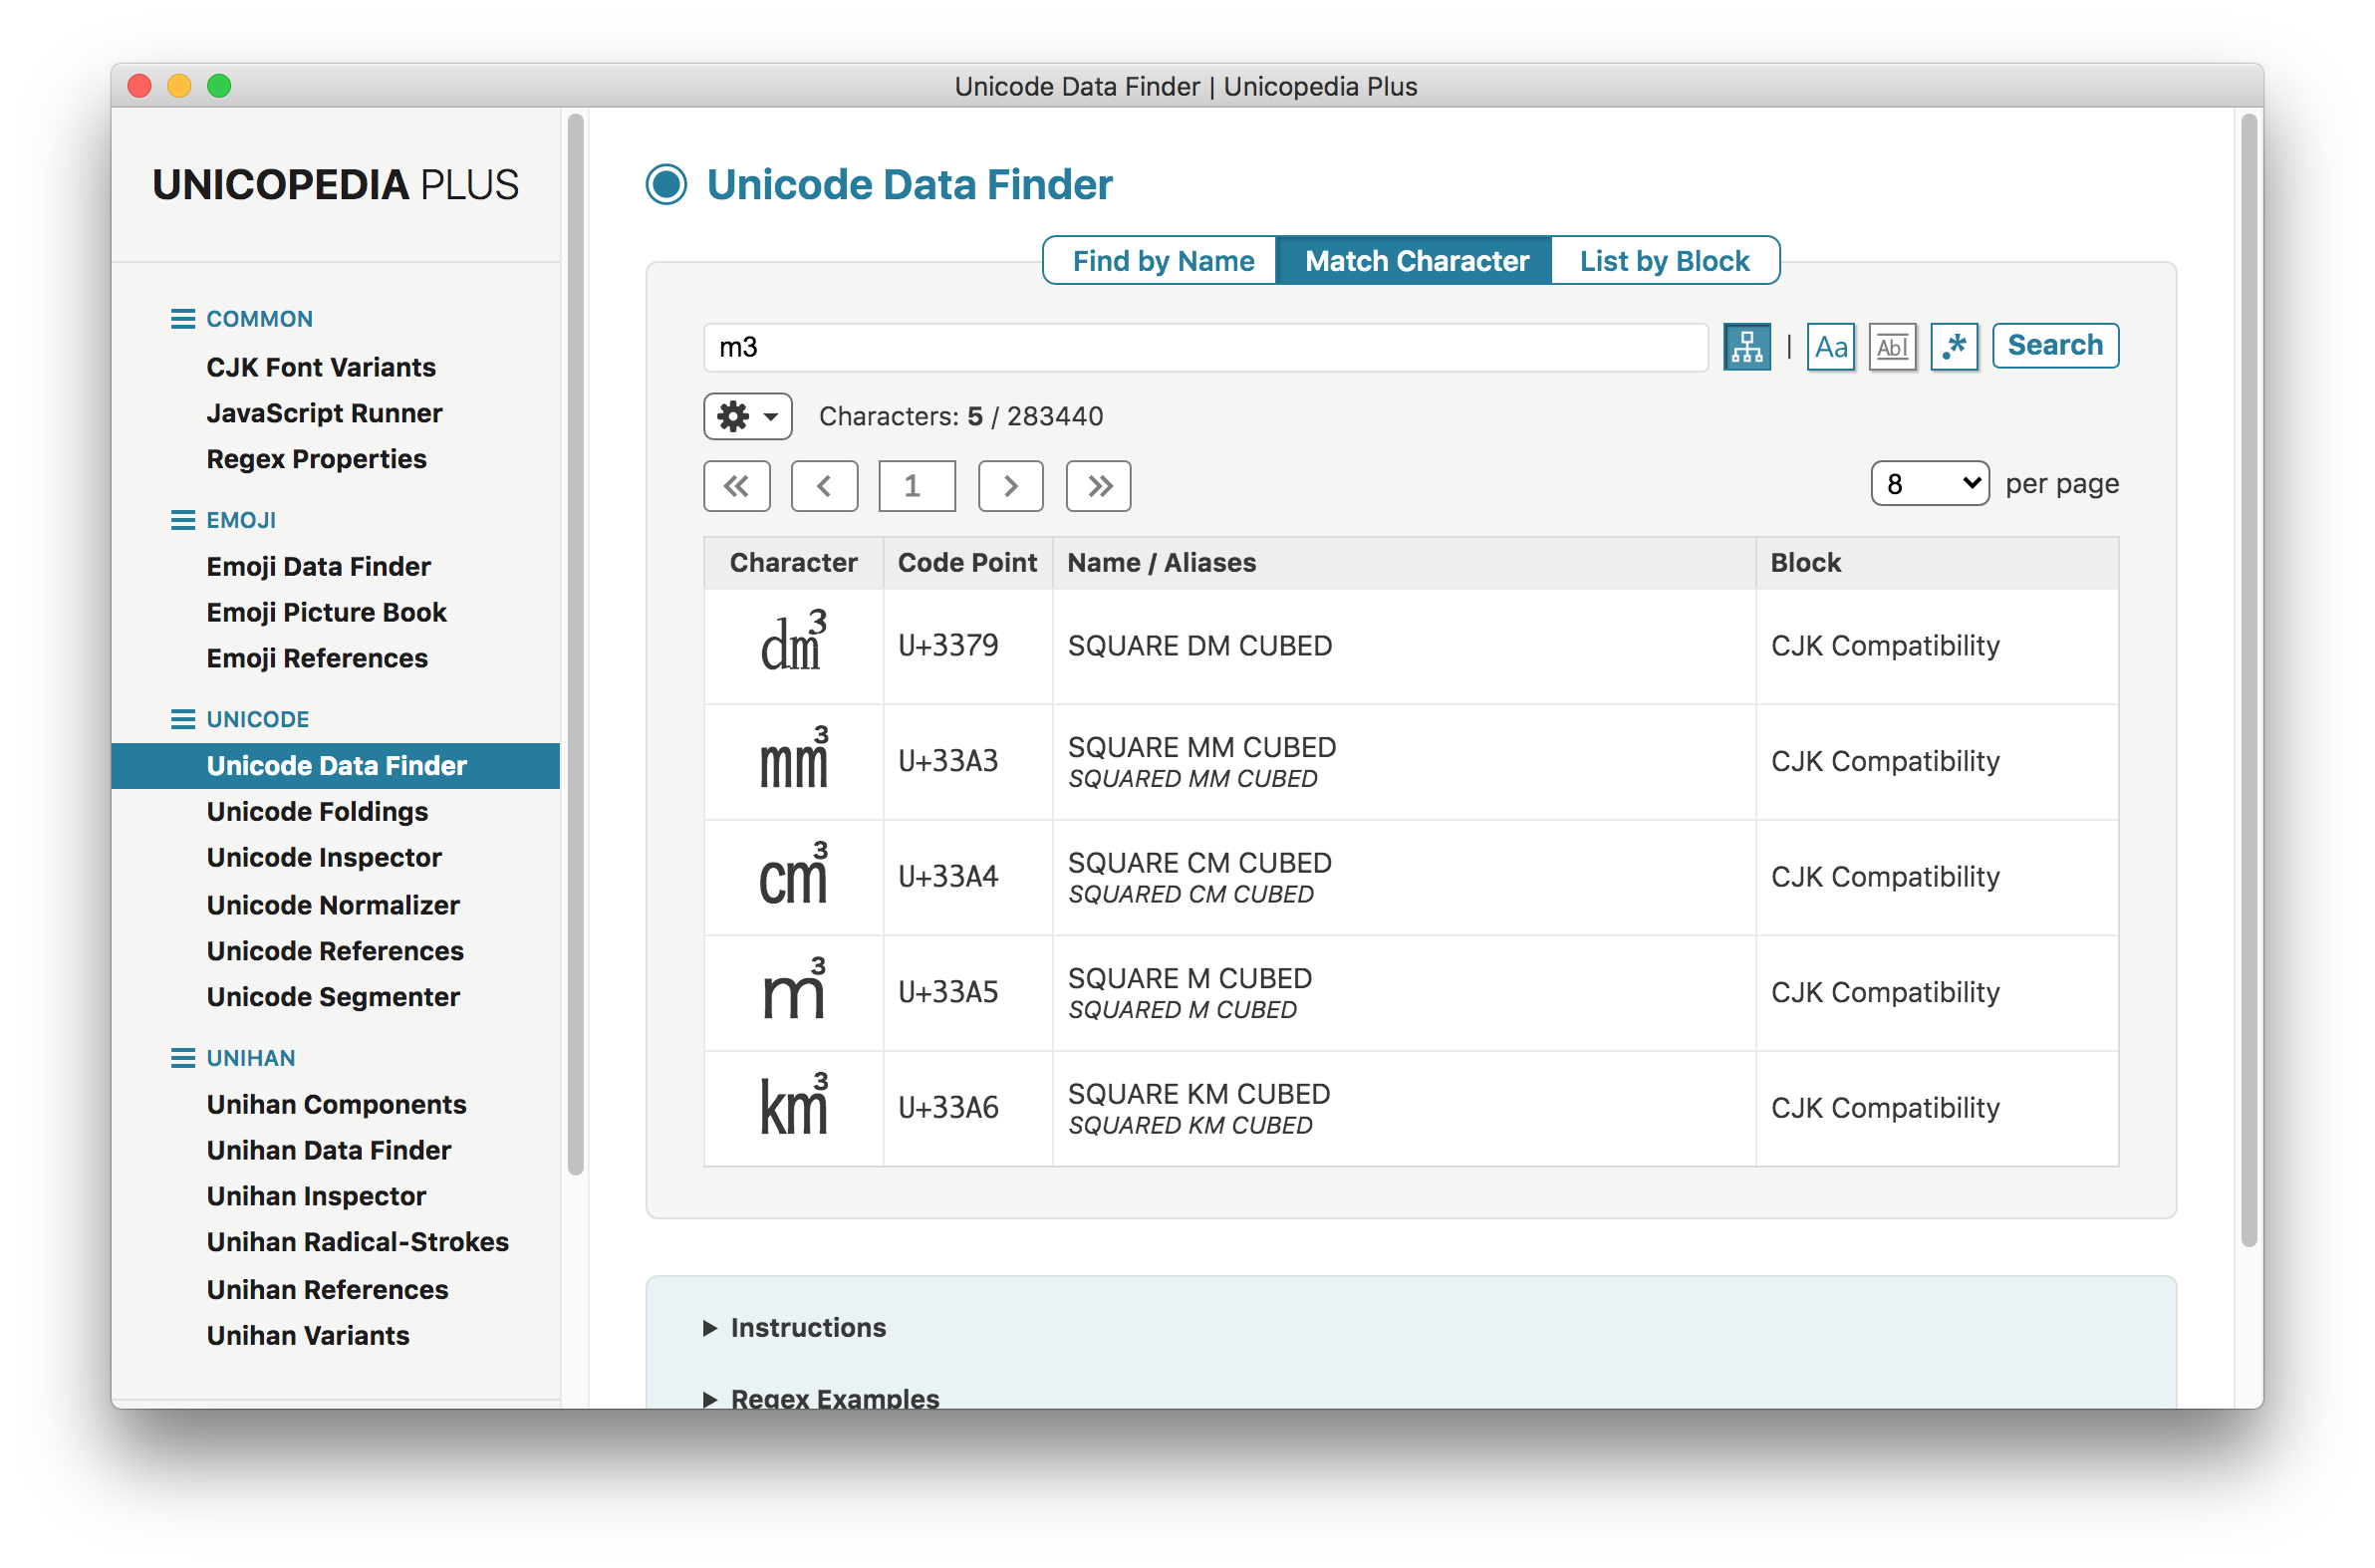 Unicode Data Finder | Unicopedia Plus
UNICOPEDIA PLUS
COMMON
CJK Font Variants
JavaScript Runner
Regex Properties
EMOJI
Emoji Data Finder
Emoji Picture Book
Emoji References
UNICODE
Unicode Data Finder
Unicode Foldings
Unicode Inspector
Unicode Normalizer
Unicode References
Unicode Segmenter
UNIHAN
Unihan Components
Unihan Data Finder
Unihan Inspector
Unihan Radical-Strokes
Unihan References
Unihan Variants
Unicode Data Finder
Find by Name Match Character List by Block
m3 | Aa Abl .* Search
Characters: 5 / 283440
« ‹ 1 › » 8 per page
Character Code Point Name / Aliases Block
㍹ U+3379 SQUARE DM CUBED CJK Compatibility
㎣ U+33A3 SQUARE MM CUBED CJK Compatibility
SQUARED MM CUBED
㎤ U+33A4 SQUARE CM CUBED CJK Compatibility
SQUARED CM CUBED
㎥ U+33A5 SQUARE M CUBED CJK Compatibility
SQUARED M CUBED
㎦ U+33A6 SQUARE KM CUBED CJK Compatibility
SQUARED KM CUBED
Instructions
Regex Examples